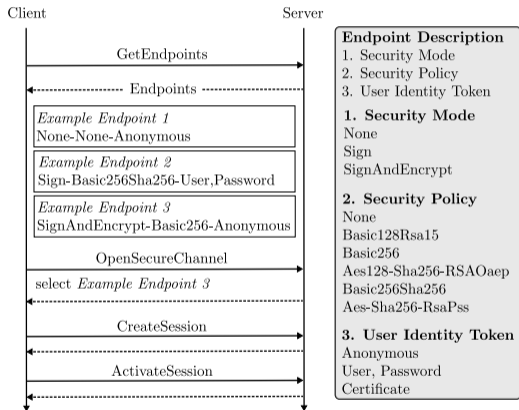 Client
Server
GetEndpoints
Endpoints
Example Endpoint 1
None-None-Anonymous
Example Endpoint 2
Sign-Basic256Sha256-User,Password
Example Endpoint 3
SignAndEncrypt-Basic256-Anonymous
OpenSecureChannel
select Example Endpoint 3
CreateSession
ActivateSession
Endpoint Description
1. Security Mode
2. Security Policy
3. User Identity Token
1. Security Mode
None
Sign
SignAndEncrypt
2. Security Policy
None
Basic128Rsa15
Basic256
Aes128-Sha256-RSAOaep
Basic256Sha256
Aes-Sha256-RsaPss
3. User Identity Token
Anonymous
User, Password
Certificate